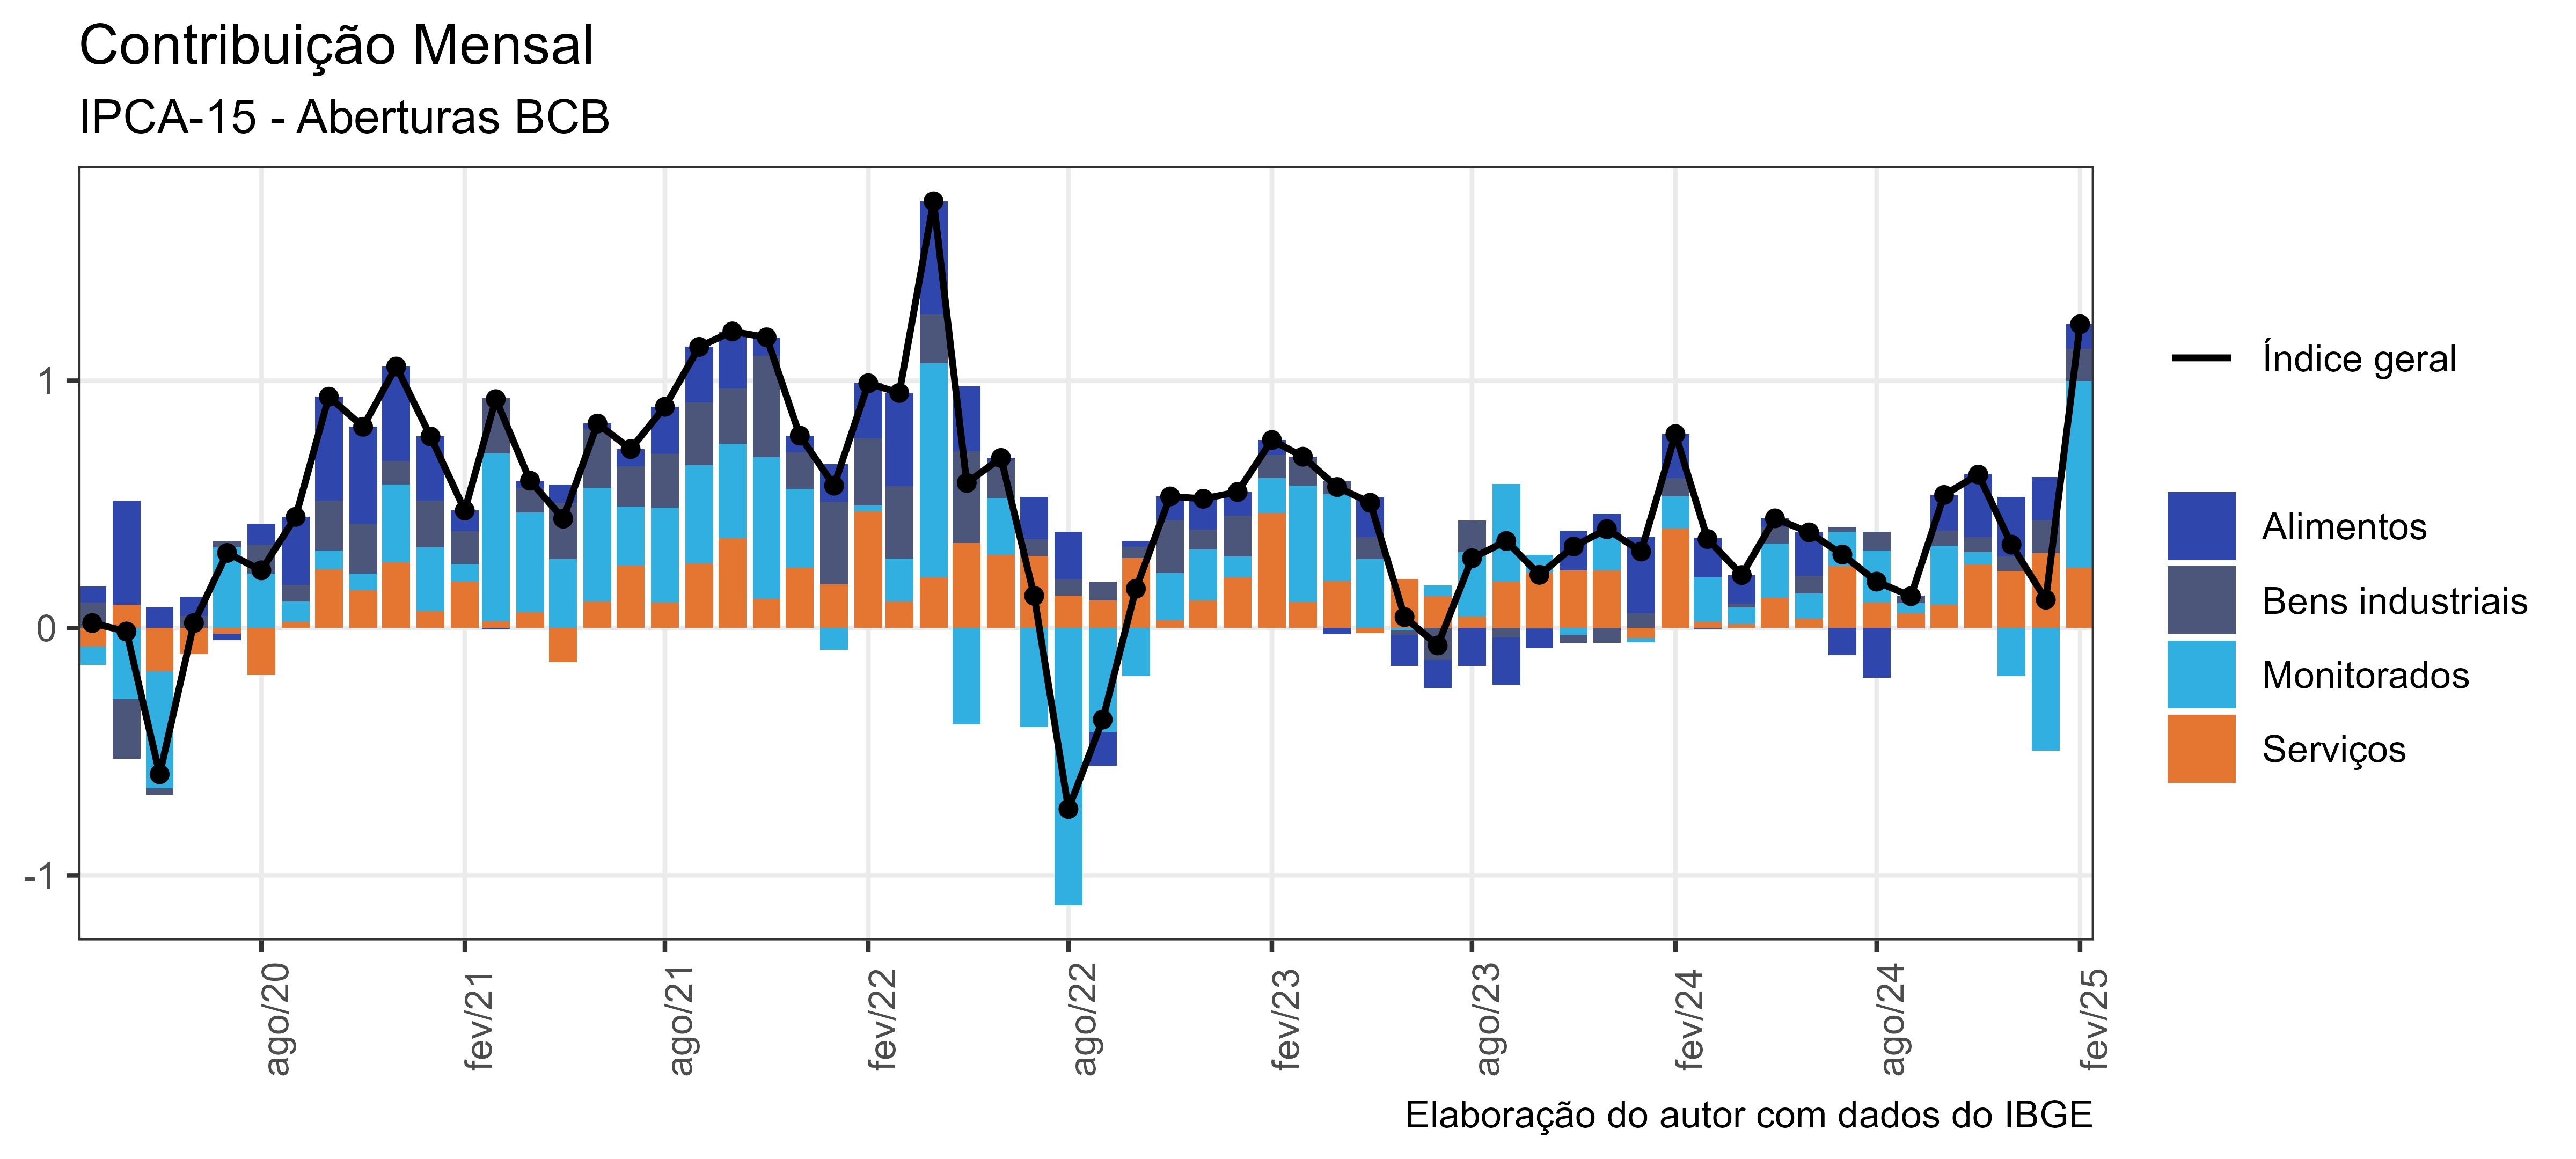 Contribuição Mensal
IPCA-15 - Aberturas BCB
1
0
-1
ago/20
fev/21
ago/21
fev/22
ago/22
fev/23
ago/23
fev/24
ago/24
fev/25
Índice geral
Alimentos
Bens industriais
Monitorados
Serviços
Elaboração do autor com dados do IBGE